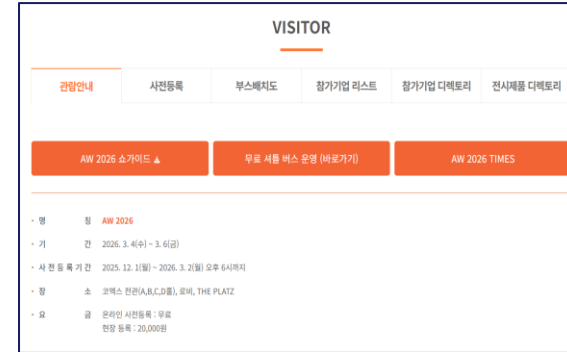 VISITOR
관람안내 사전등록 부스배치도 참가기업 리스트 참가기업 디렉토리 전시제품 디렉토리
AW 2026 쇼가이드 무료 셔틀 버스 운영 (바로가기) AW 2026 TIMES
· 명 칭 AW 2026
· 기 간 2026. 3. 4(수) ~ 3. 6(금)
· 사 전 등 록 기 간 2025. 12. 1(월) ~ 2026. 3. 2(월) 오후 6시까지
· 장 소 코엑스 전관(A,B,C,D홀), 로비, THE PLATZ
· 요 금 온라인 사전등록 : 무료
현장 등록 : 20,000원